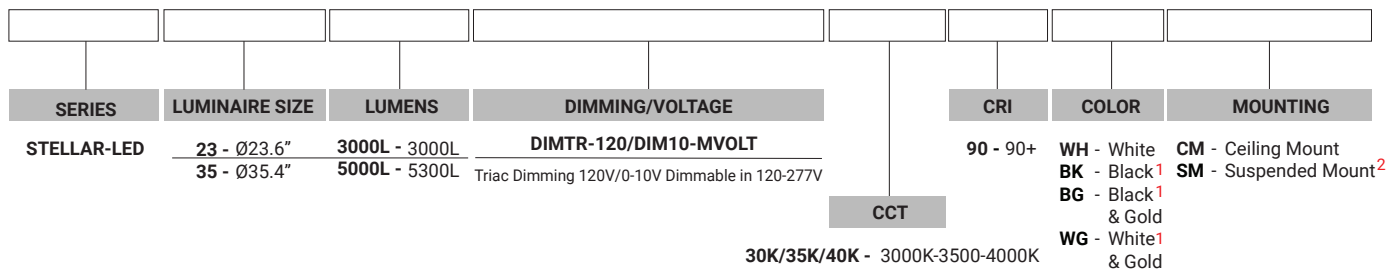 SERIES
LUMINAIRE SIZE
LUMENS
DIMMING/VOLTAGE
CRI
COLOR
MOUNTING
STELLAR-LED
23 - Ø23.6”
35 - Ø35.4”
3000L - 3000L
5000L - 5300L
DIMTR-120/DIM10-MVOLT
Triac Dimming 120V/0-10V Dimmable in 120-277V
CCT
30K/35K/40K - 3000K-3500-4000K
90 - 90+
WH - White
BK - Black1
BG - Black1
& Gold
WG - White1
& Gold
CM - Ceiling Mount
SM - Suspended Mount2